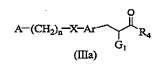 O
A—(CH₂)ₙ—X—Ar R₄
G₁
(IIIa)